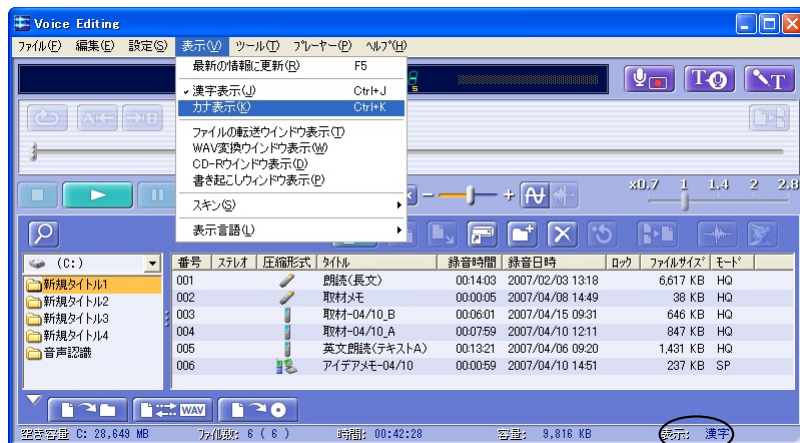 Voice Editing
ファイル(F) 編集(E) 設定(S) 表示(V) ツール(T) プレーヤー(P) ヘルプ(H)
最新の情報に更新(R) F5
漢字表示(J) Ctrl+J
カナ表示(K) Ctrl+K
ファイルの転送ウインドウ表示(T)
WAV変換ウインドウ表示(W)
CD-Rウインドウ表示(D)
書き起こしウィンドウ表示(P)
スキン(S)
表示言語(L)
T T
A B
×0.7 1 1.4 2 2.8
(C:)
新規タイトル1
新規タイトル2
新規タイトル3
新規タイトル4
音声認識
番号 ステレオ 圧縮形式 タイトル 録音時間 録音日時 ロック ファイルサイズ モード
001 朗読(長文) 00:14:03 2007/02/03 13:18 6,617 KB HQ
002 取材メモ 00:00:05 2007/04/08 14:49 38 KB HQ
003 取材-04/10_B 00:06:01 2007/04/15 09:31 646 KB HQ
004 取材-04/10_A 00:07:59 2007/04/10 12:11 847 KB HQ
005 英文朗読(テキストA) 00:13:21 2007/04/06 09:20 1,431 KB HQ
006 アイデアメモ-04/10 00:00:59 2007/04/10 14:51 237 KB SP
WAV
空き容量 C: 28,649 MB ファイル数: 6 ( 6 ) 時間: 00:42:28 容量: 9,816 KB 表示: 漢字